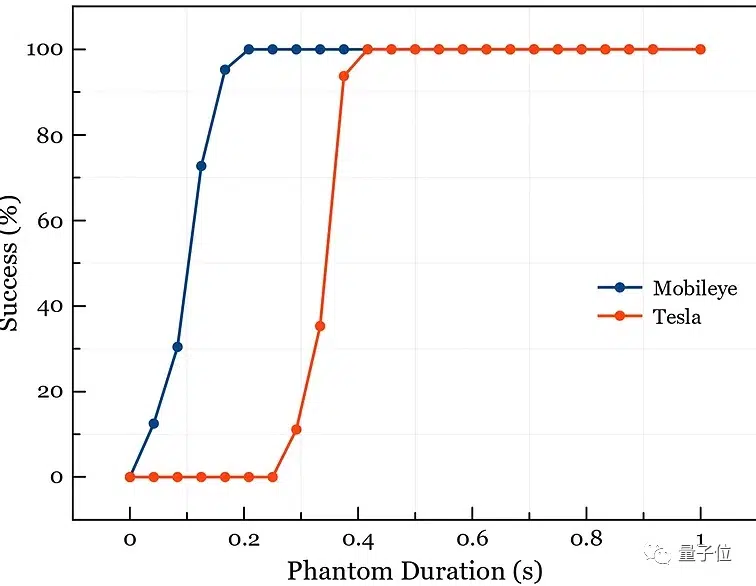 100
80
60
40
20
0
Success (%)
Mobileye
Tesla
0
0.2
0.4
0.6
0.8
1
Phantom Duration (s)
量子位